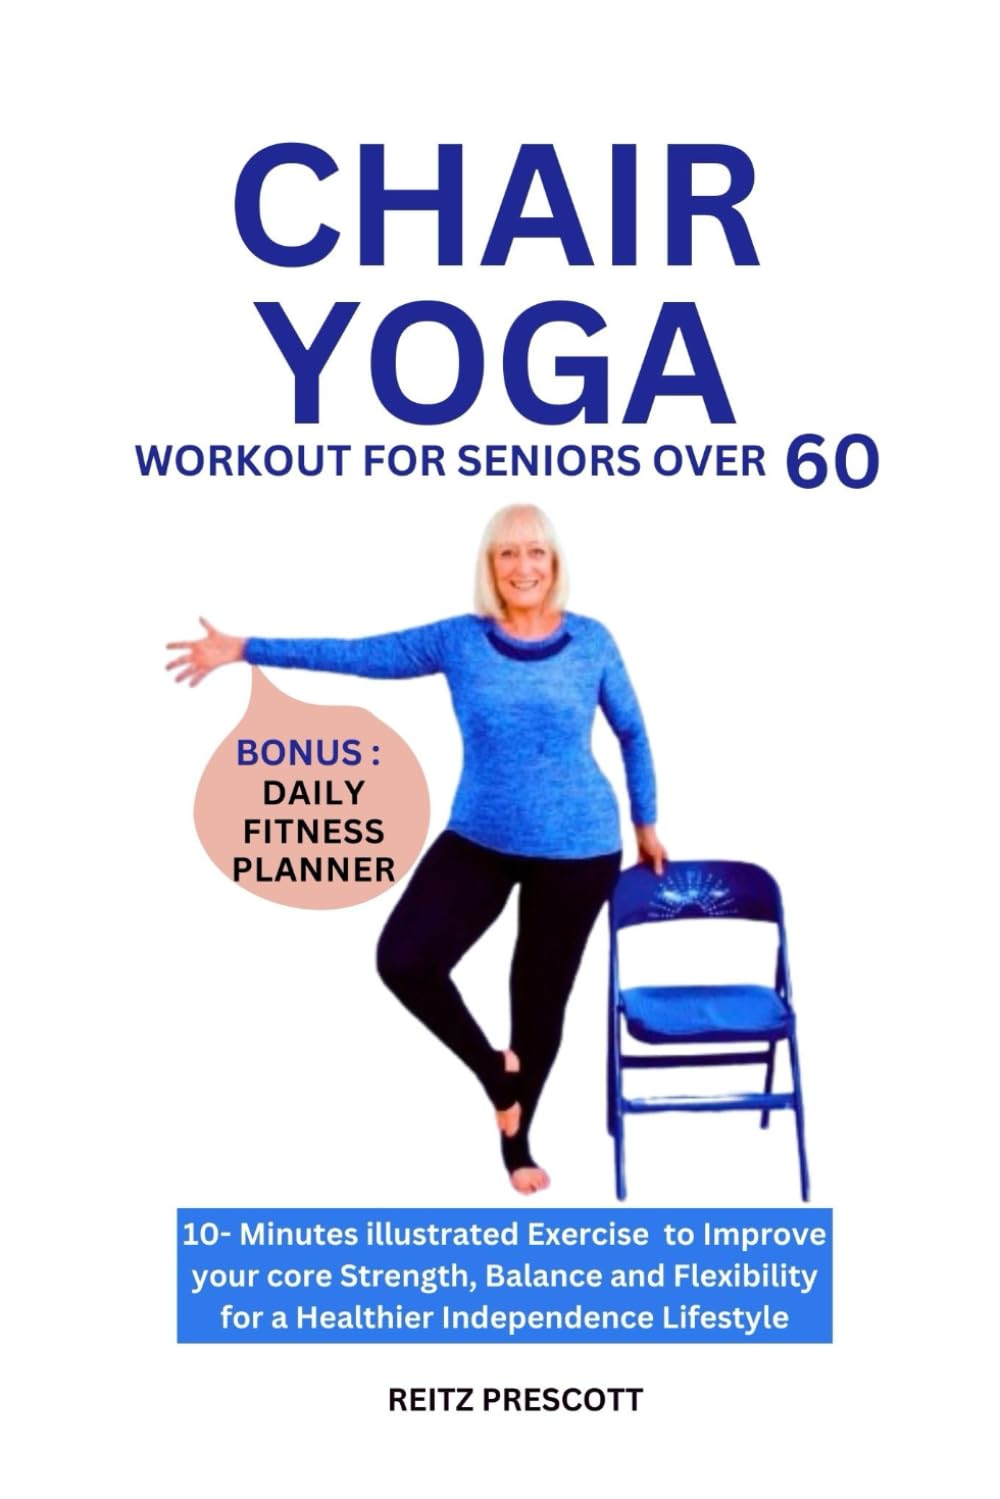 CHAIR
YOGA
WORKOUT FOR SENIORS OVER 60
BONUS :
DAILY
FITNESS
PLANNER
10- Minutes illustrated Exercise  to Improve
your core Strength, Balance and Flexibility
for a Healthier Independence Lifestyle
REITZ PRESCOTT